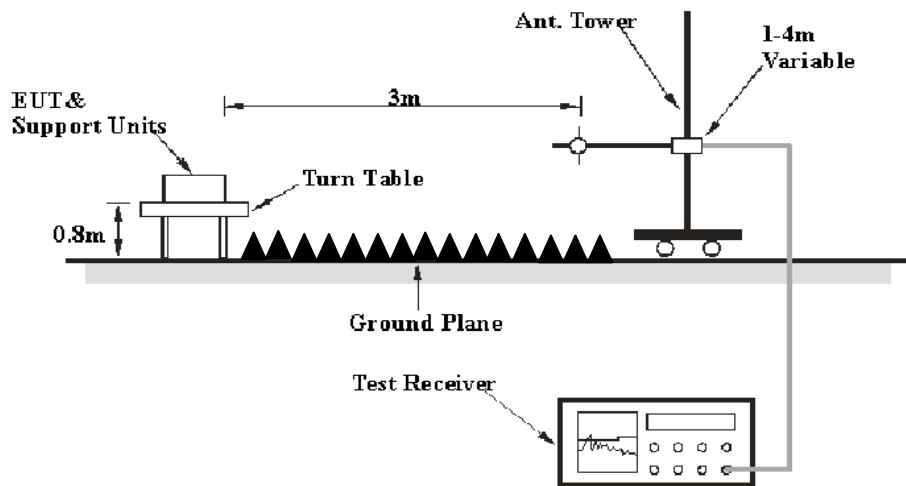 Ant. Tower
1-4m
Variable
3m
EUT &
Support Units
Turn Table
0.8m
Ground Plane
Test Receiver